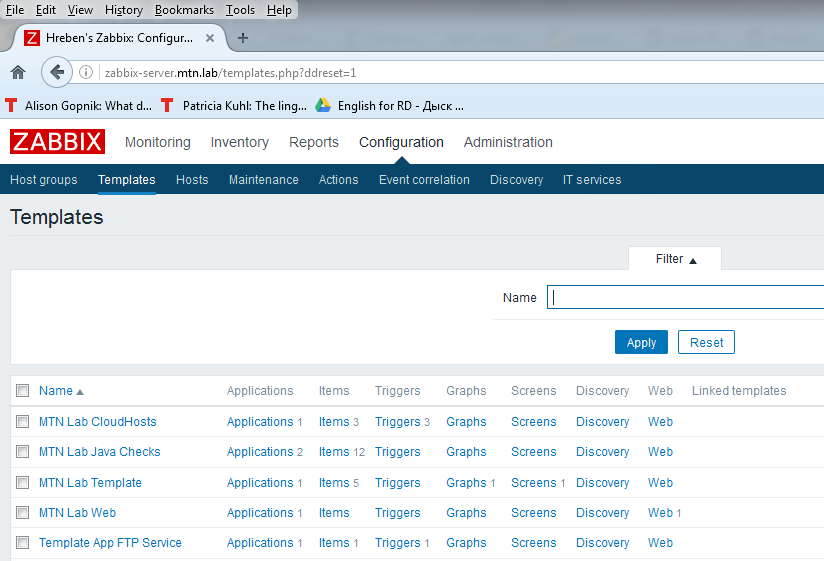 File Edit View History Bookmarks Tools Help
Z Hreben's Zabbix: Configur... × +
zabbix-server.mtn.lab/templates.php?ddreset=1
T Alison Gopnik: What d... T Patricia Kuhl: The ling... English for RD - Дыск ...
ZABBIX Monitoring Inventory Reports Configuration Administration
Host groups Templates Hosts Maintenance Actions Event correlation Discovery IT services
Templates
Filter ▲
Name
Apply Reset
Name ▲ Applications Items Triggers Graphs Screens Discovery Web Linked templates
MTN Lab CloudHosts Applications 1 Items 3 Triggers 3 Graphs Screens Discovery Web
MTN Lab Java Checks Applications 2 Items 12 Triggers Graphs Screens Discovery Web
MTN Lab Template Applications 1 Items 5 Triggers Graphs 1 Screens 1 Discovery Web
MTN Lab Web Applications 1 Items Triggers Graphs Screens Discovery Web 1
Template App FTP Service Applications 1 Items 1 Triggers 1 Graphs Screens Discovery Web